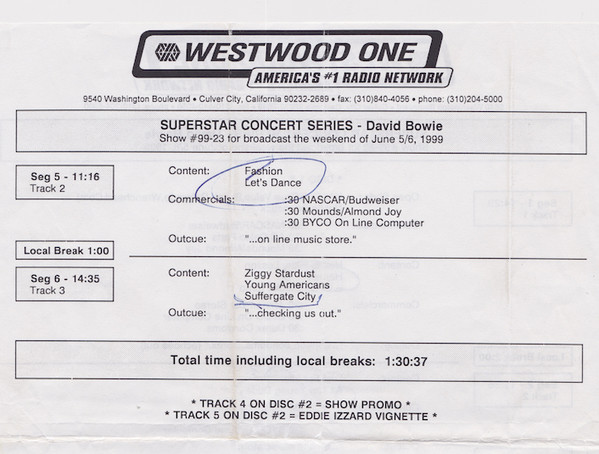 WESTWOOD ONE
AMERICA'S #1 RADIO NETWORK
9540 Washington Boulevard • Culver City, California 90232-2689 • fax: (310)840-4056 • phone: (310)204-5000
SUPERSTAR CONCERT SERIES - David Bowie
Show #99-23 for broadcast the weekend of June 5/6, 1999
Seg 5 - 11:16
Track 2
Content: Fashion
Let's Dance
Commercials: :30 NASCAR/Budweiser
:30 Mounds/Almond Joy
:30 BYCO On Line Computer
Outcue: "...on line music store."
Local Break 1:00
Seg 6 - 14:35
Track 3
Content: Ziggy Stardust
Young Americans
Suffergate City
Outcue: "...checking us out."
Total time including local breaks: 1:30:37
* TRACK 4 ON DISC #2 = SHOW PROMO *
* TRACK 5 ON DISC #2 = EDDIE IZZARD VIGNETTE *